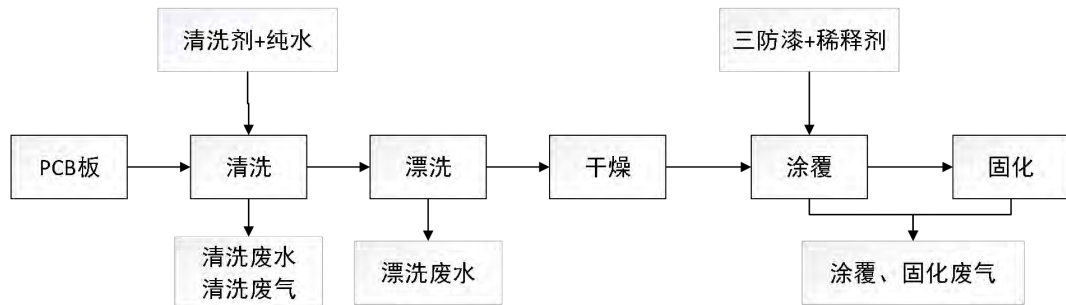 清洗剂+纯水
三防漆+稀释剂
PCB板
清洗
漂洗
干燥
涂覆
固化
清洗废水
清洗废气
漂洗废水
涂覆、固化废气